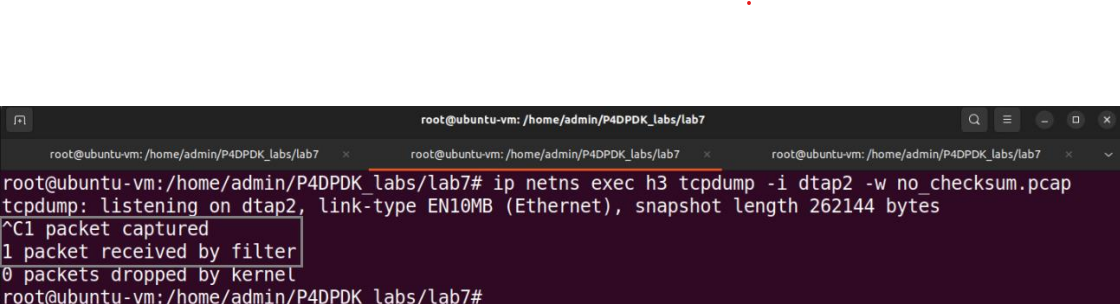 root@ubuntu-vm: /home/admin/P4DPDK_labs/lab7
root@ubuntu-vm: /home/admin/P4DPDK_labs/lab7 × root@ubuntu-vm: /home/admin/P4DPDK_labs/lab7 × root@ubuntu-vm: /home/admin/P4DPDK_labs/lab7 ×
root@ubuntu-vm:/home/admin/P4DPDK_labs/lab7# ip netns exec h3 tcpdump -i dtap2 -w no_checksum.pcap
tcpdump: listening on dtap2, link-type EN10MB (Ethernet), snapshot length 262144 bytes
^C1 packet captured
1 packet received by filter
0 packets dropped by kernel
root@ubuntu-vm:/home/admin/P4DPDK_labs/lab7#